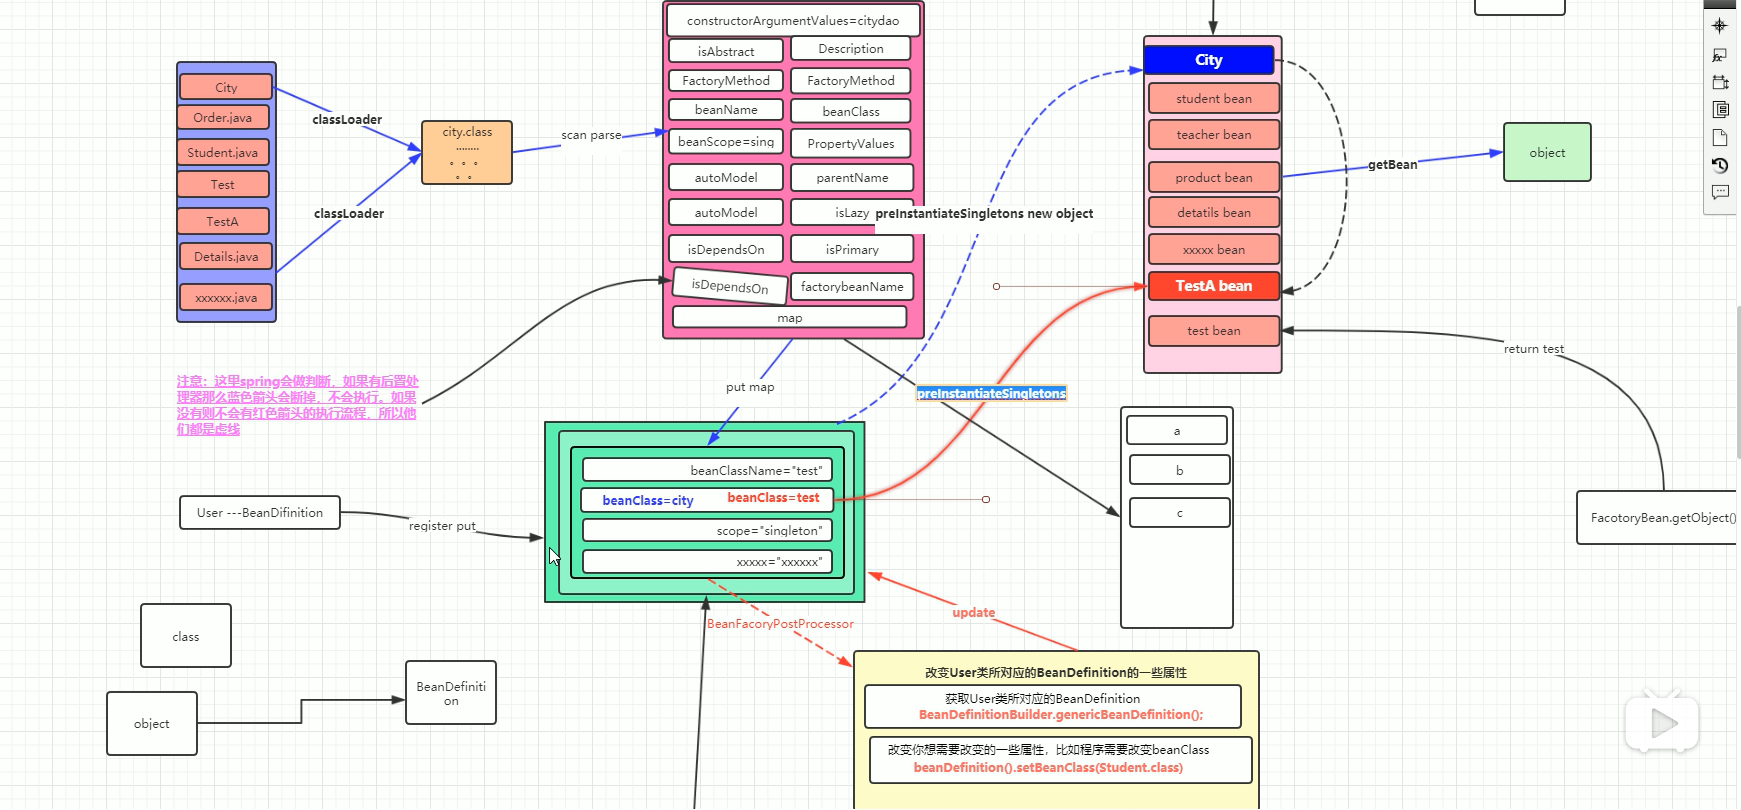 City
Order.java
Student.java
Test
TestA
Details.java
xxxxxx.java
classLoader
classLoader
city.class
........
。。。
。。
scan parse
constructorArgumentValues=citydao
isAbstract
Description
FactoryMethod
FactoryMethod
beanName
beanClass
beanScope=sing
PropertyValues
autoModel
parentName
autoModel
isLazy
preInstantiateSingletons new object
isDependsOn
isPrimary
isDependsOn
factorybeanName
map
City
student bean
teacher bean
product bean
detatils bean
xxxxx bean
TestA bean
test bean
getBean
object
return test
FacotoryBean.getObject()
注意：这里spring会做判断，如果有后置处
理器那么蓝色箭头会断掉，不会执行。如果
没有则不会有红色箭头的执行流程，所以他
们都是虚线
put map
preInstantiateSingletons
a
b
c
User ---BeanDifinition
register put
beanClassName="test"
beanClass=city
beanClass=test
scope="singleton"
xxxxx="xxxxxx"
BeanFacoryPostProcessor
update
改变User类所对应的BeanDefinition的一些属性
获取User类所对应的BeanDefinition
BeanDefinitionBuilder.genericBeanDefinition();
改变你想需要改变的一些属性，比如程序需要改变beanClass
beanDefinition().setBeanClass(Student.class)
class
object
BeanDefiniti
on